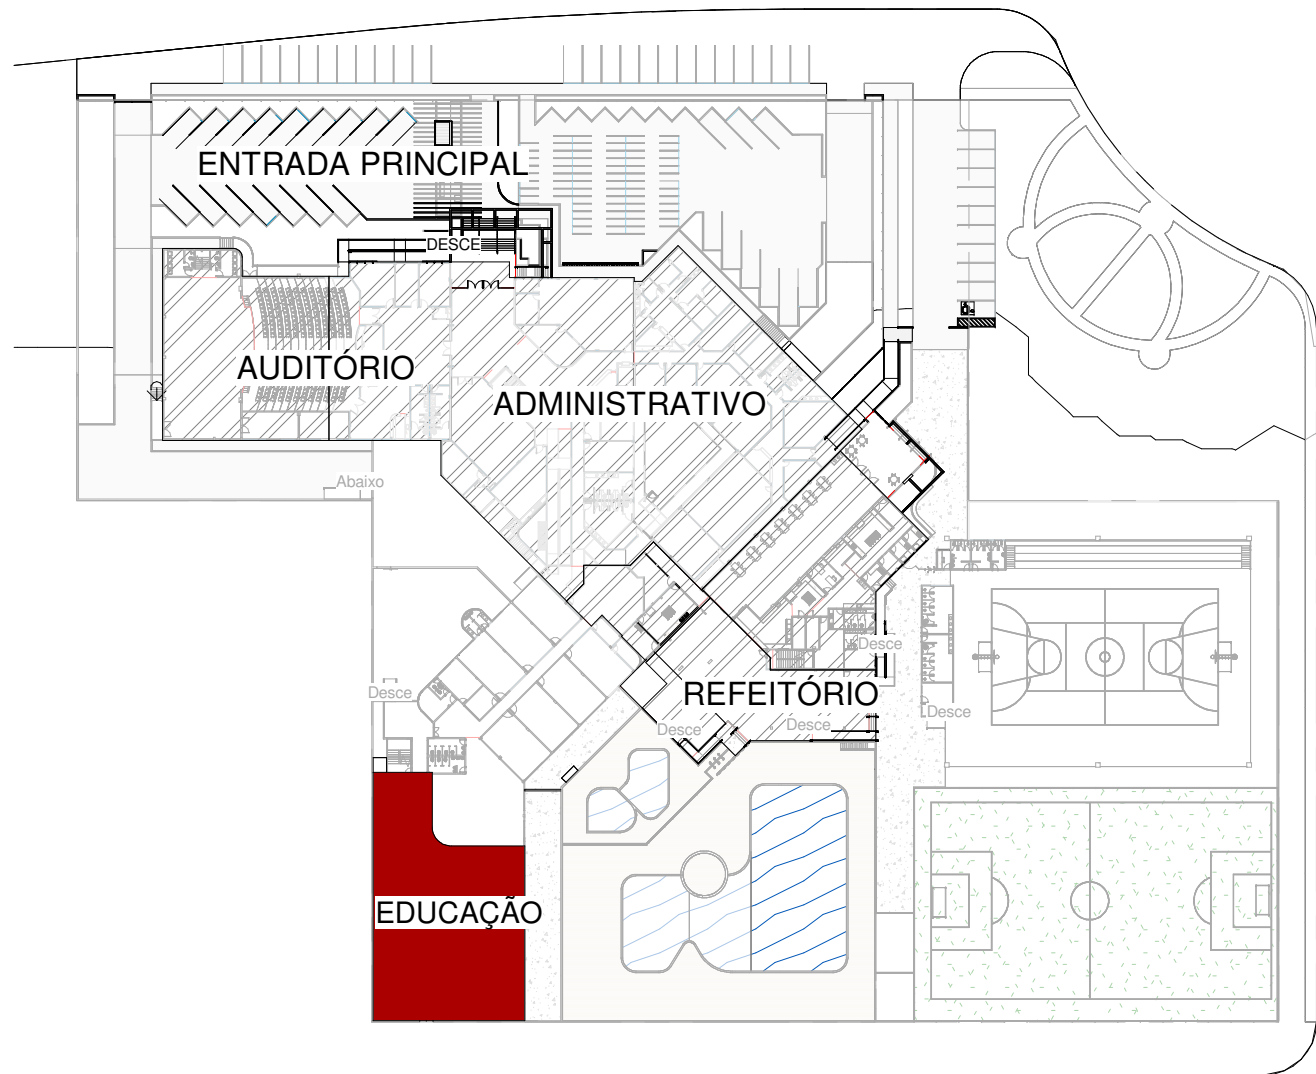 ENTRADA PRINCIPAL
DESCE
AUDITÓRIO
ADMINISTRATIVO
Abaixo
Desce
Desce
REFEITÓRIO
Desce
Desce
Desce
EDUCAÇÃO